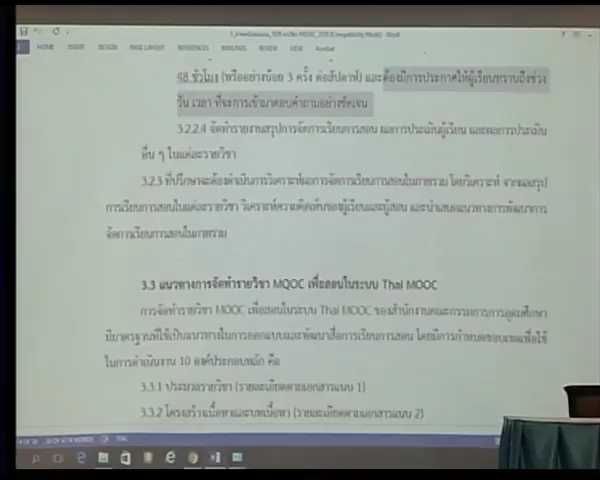 HOME INSERT DESIGN PAGE LAYOUT REFERENCES MAILINGS REVIEW VIEW Acrobat
48 ชั่วโมง (หรืออย่างน้อย 3 ครั้ง ต่อสัปดาห์) และต้องมีการประกาศให้ผู้เรียนทราบถึงช่วง
วัน เวลา ที่จะการเข้ามาตอบคำถามอย่างชัดเจน
3.2.2.4 จัดทำรายงานสรุปการจัดการเรียนการสอน ผลการประเมินผู้เรียน และผลการประเมิน
อื่น ๆ ในแต่ละรายวิชา
3.2.3 ที่ปรึกษาจะต้องดำเนินการวิเคราะห์ผลการจัดการเรียนการสอนในภาพรวม โดยวิเคราะห์ จากผลสรุป
การเรียนการสอนในแต่ละรายวิชา วิเคราะห์ความคิดเห็นของผู้เรียนและผู้สอน และนำเสนอแนวทางการพัฒนาการ
จัดการเรียนการสอนในภาพรวม
3.3 แนวทางการจัดทำรายวิชา MOOC เพื่อสอนในระบบ Thai MOOC
การจัดทำรายวิชา MOOC เพื่อสอนในระบบ Thai MOOC ของสำนักงานคณะกรรมการการอุดมศึกษา
มีมาตรฐานที่ใช้เป็นแนวทางในการออกแบบและพัฒนาสื่อการเรียนการสอน โดยมีการกำหนดขอบเขตเพื่อใช้
ในการดำเนินงาน 10 องค์ประกอบหลัก คือ
3.3.1 ประมวลรายวิชา (รายละเอียดตามเอกสารแนบ 1)
3.3.2 โครงสร้างเนื้อหาและบทเนื้อหา (รายละเอียดตามเอกสารแนบ 2)